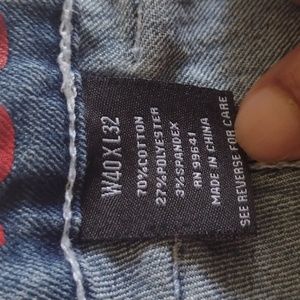 W40 X L32
70%COTTON
27%POLYESTER
3%SPANDEX
RN 99641
MADE IN CHINA
SEE REVERSE FOR CARE